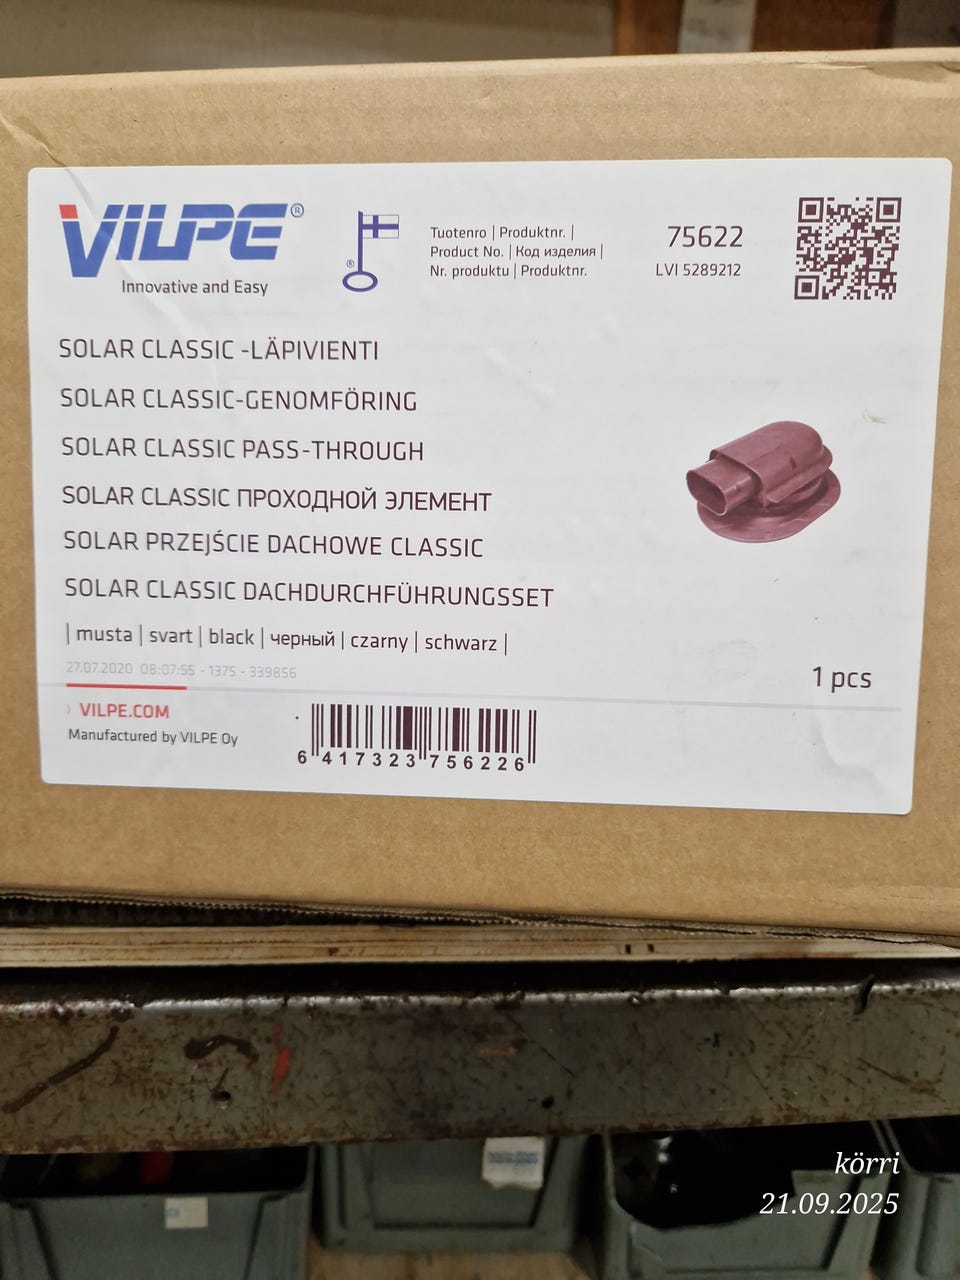 VILPE®
Innovative and Easy
®
Tuotenro | Produktnr. |
Product No. | Код изделия |
Nr. produktu | Produktnr.
75622
LVI 5289212
SOLAR CLASSIC -LÄPIVIENTI
SOLAR CLASSIC-GENOMFÖRING
SOLAR CLASSIC PASS-THROUGH
SOLAR CLASSIC ПРОХОДНОЙ ЭЛЕМЕНТ
SOLAR PRZEJŚCIE DACHOWE CLASSIC
SOLAR CLASSIC DACHDURCHFÜHRUNGSSET
| musta | svart | black | черный | czarny | schwarz |
27.07.2020 08:07:55 - 1375 - 339856
1 pcs
› VILPE.COM
Manufactured by VILPE Oy
6 417323 756226
körri
21.09.2025